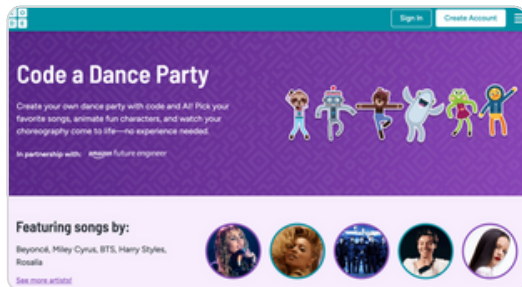 C O
D E
Sign In
Create Account
Code a Dance Party
Create your own dance party with code and AI! Pick your
favorite songs, animate fun characters, and watch your
choreography come to life—no experience needed.
In partnership with: amazon future engineer
Featuring songs by:
Beyoncé, Miley Cyrus, BTS, Harry Styles,
Rosalía
See more artists!